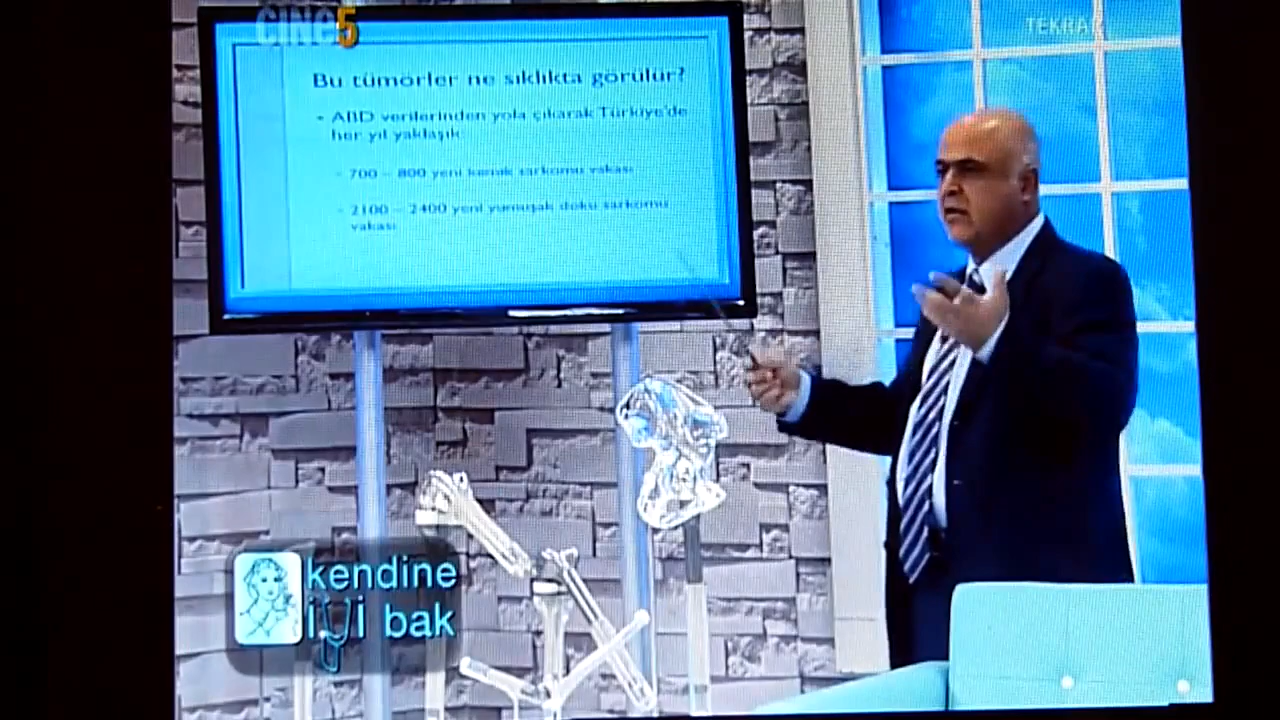 CINE5
TEKRAR
Bu tümörler ne sıklıkta görülür?
• ABD verilerinden yola çıkarak Türkiye'de
her yıl yaklaşık:
– 700 – 800 yeni kemik sarkomu vakası
– 2100 – 2400 yeni yumuşak doku sarkomu
vakası
kendine
iyi bak